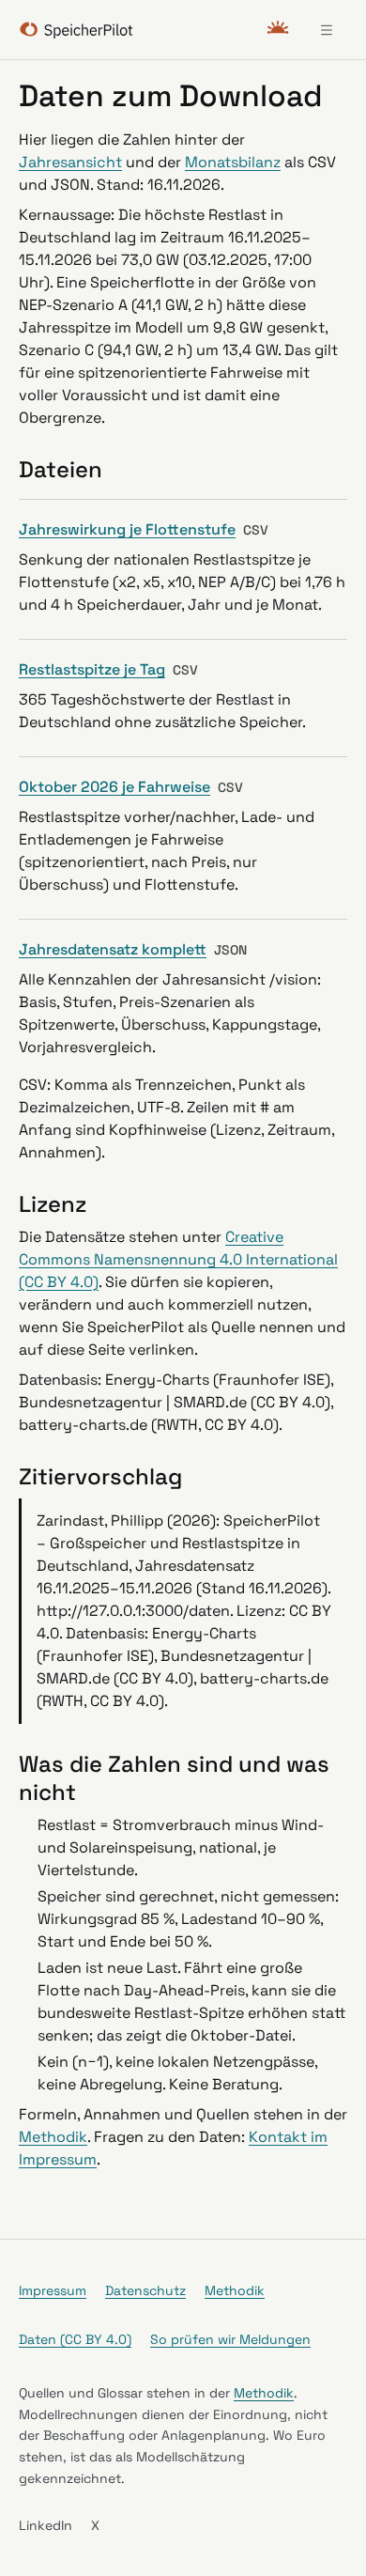 SpeicherPilot
Daten zum Download
Hier liegen die Zahlen hinter der
Jahresansicht und der Monatsbilanz als CSV
und JSON. Stand: 16.11.2026.
Kernaussage: Die höchste Restlast in
Deutschland lag im Zeitraum 16.11.2025–
15.11.2026 bei 73,0 GW (03.12.2025, 17:00
Uhr). Eine Speicherflotte in der Größe von
NEP-Szenario A (41,1 GW, 2 h) hätte diese
Jahresspitze im Modell um 9,8 GW gesenkt,
Szenario C (94,1 GW, 2 h) um 13,4 GW. Das gilt
für eine spitzenorientierte Fahrweise mit
voller Voraussicht und ist damit eine
Obergrenze.
Dateien
Jahreswirkung je Flottenstufe CSV
Senkung der nationalen Restlastspitze je
Flottenstufe (x2, x5, x10, NEP A/B/C) bei 1,76 h
und 4 h Speicherdauer, Jahr und je Monat.
Restlastspitze je Tag CSV
365 Tageshöchstwerte der Restlast in
Deutschland ohne zusätzliche Speicher.
Oktober 2026 je Fahrweise CSV
Restlastspitze vorher/nachher, Lade- und
Entlademengen je Fahrweise
(spitzenorientiert, nach Preis, nur
Überschuss) und Flottenstufe.
Jahresdatensatz komplett JSON
Alle Kennzahlen der Jahresansicht /vision:
Basis, Stufen, Preis-Szenarien als
Spitzenwerte, Überschuss, Kappungstage,
Vorjahresvergleich.
CSV: Komma als Trennzeichen, Punkt als
Dezimalzeichen, UTF-8. Zeilen mit # am
Anfang sind Kopfhinweise (Lizenz, Zeitraum,
Annahmen).
Lizenz
Die Datensätze stehen unter Creative
Commons Namensnennung 4.0 International
(CC BY 4.0). Sie dürfen sie kopieren,
verändern und auch kommerziell nutzen,
wenn Sie SpeicherPilot als Quelle nennen und
auf diese Seite verlinken.
Datenbasis: Energy-Charts (Fraunhofer ISE),
Bundesnetzagentur | SMARD.de (CC BY 4.0),
battery-charts.de (RWTH, CC BY 4.0).
Zitiervorschlag
Zarindast, Phillipp (2026): SpeicherPilot
– Großspeicher und Restlastspitze in
Deutschland, Jahresdatensatz
16.11.2025–15.11.2026 (Stand 16.11.2026).
http://127.0.0.1:3000/daten. Lizenz: CC BY
4.0. Datenbasis: Energy-Charts
(Fraunhofer ISE), Bundesnetzagentur |
SMARD.de (CC BY 4.0), battery-charts.de
(RWTH, CC BY 4.0).
Was die Zahlen sind und was
nicht
Restlast = Stromverbrauch minus Wind-
und Solareinspeisung, national, je
Viertelstunde.
Speicher sind gerechnet, nicht gemessen:
Wirkungsgrad 85 %, Ladestand 10–90 %,
Start und Ende bei 50 %.
Laden ist neue Last. Fährt eine große
Flotte nach Day-Ahead-Preis, kann sie die
bundesweite Restlast-Spitze erhöhen statt
senken; das zeigt die Oktober-Datei.
Kein (n−1), keine lokalen Netzengpässe,
keine Abregelung. Keine Beratung.
Formeln, Annahmen und Quellen stehen in der
Methodik. Fragen zu den Daten: Kontakt im
Impressum.
Impressum Datenschutz Methodik
Daten (CC BY 4.0) So prüfen wir Meldungen
Quellen und Glossar stehen in der Methodik.
Modellrechnungen dienen der Einordnung, nicht
der Beschaffung oder Anlagenplanung. Wo Euro
stehen, ist das als Modellschätzung
gekennzeichnet.
LinkedIn X